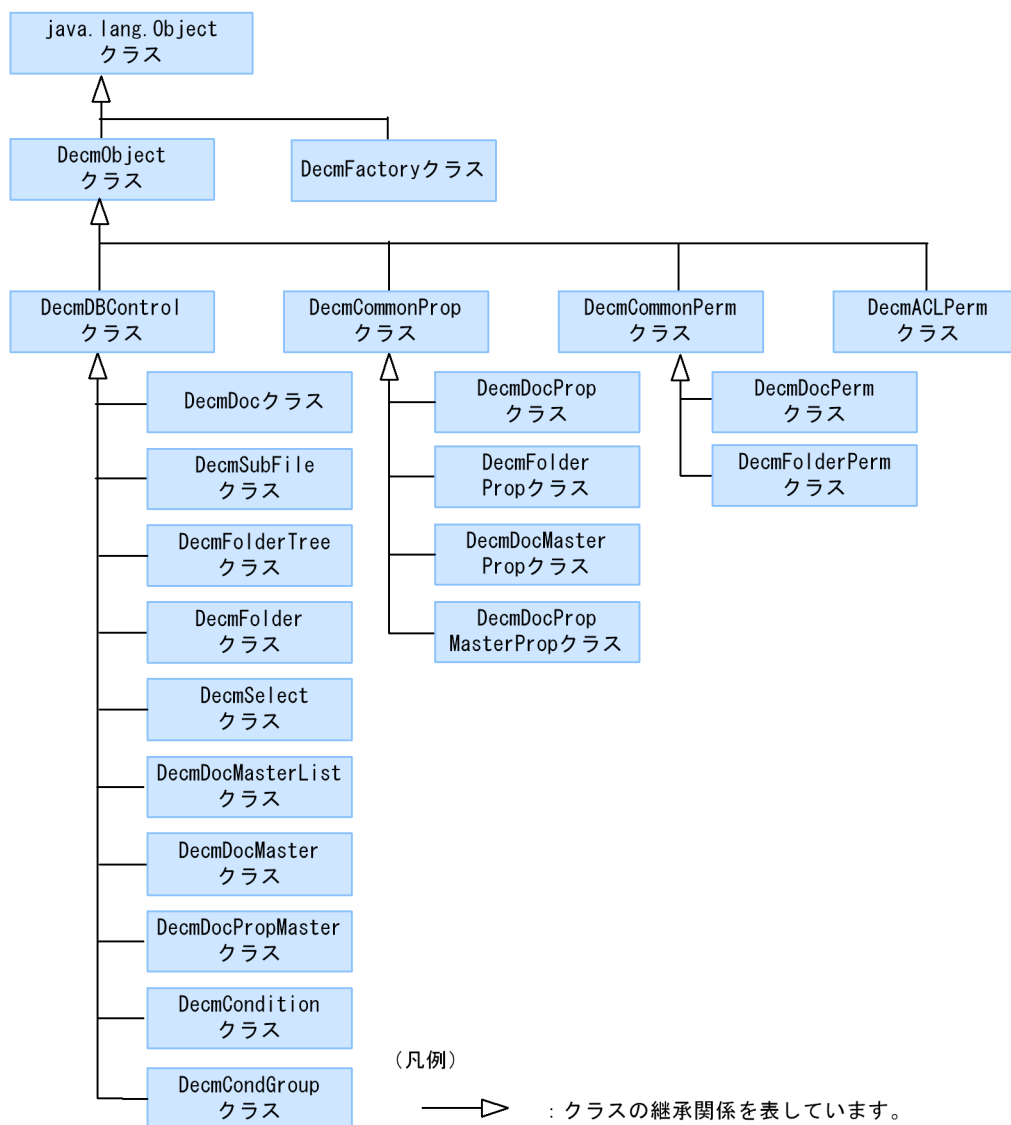 java.lang.Object
クラス
DecmObject
クラス
DecmFactoryクラス
DecmDBControl
クラス
DecmCommonProp
クラス
DecmCommonPerm
クラス
DecmACLPerm
クラス
DecmDocクラス
DecmSubFile
クラス
DecmFolderTree
クラス
DecmFolder
クラス
DecmSelect
クラス
DecmDocMasterList
クラス
DecmDocMaster
クラス
DecmDocPropMaster
クラス
DecmCondition
クラス
DecmCondGroup
クラス
DecmDocProp
クラス
DecmFolder
Propクラス
DecmDocMaster
Propクラス
DecmDocProp
MasterPropクラス
DecmDocPerm
クラス
DecmFolderPerm
クラス
（凡例）
：クラスの継承関係を表しています。